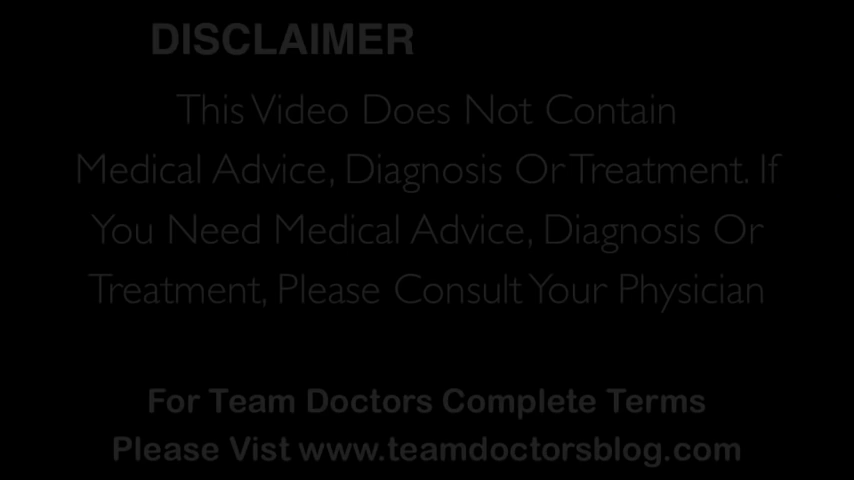 DISCLAIMER
This Video Does Not Contain
Medical Advice, Diagnosis Or Treatment. If
You Need Medical Advice, Diagnosis Or
Treatment, Please Consult Your Physician
For Team Doctors Complete Terms
Please Vist www.teamdoctorsblog.com